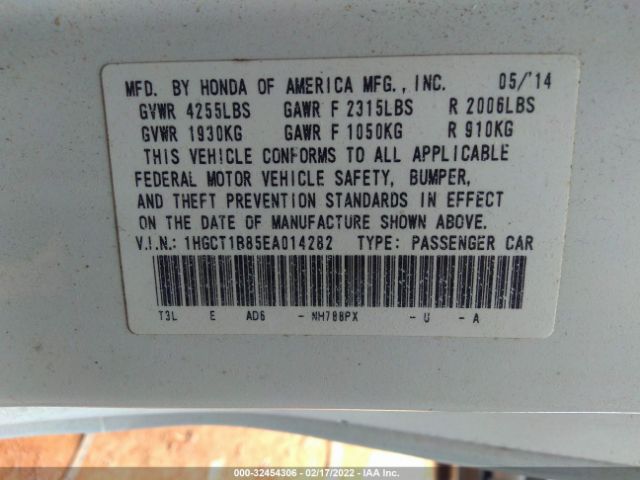 MFD. BY HONDA OF AMERICA MFG., INC. 05/'14
GVWR 4255LBS GAWR F 2315LBS R 2006LBS
GVWR 1930KG GAWR F 1050KG R 910KG
THIS VEHICLE CONFORMS TO ALL APPLICABLE
FEDERAL MOTOR VEHICLE SAFETY, BUMPER,
AND THEFT PREVENTION STANDARDS IN EFFECT
ON THE DATE OF MANUFACTURE SHOWN ABOVE.
V.I.N.: 1HGCT1B85EA014282 TYPE: PASSENGER CAR
T3L E AD6 - NH788PX - U - A
000-32454306 - 02/17/2022 - IAA Inc.